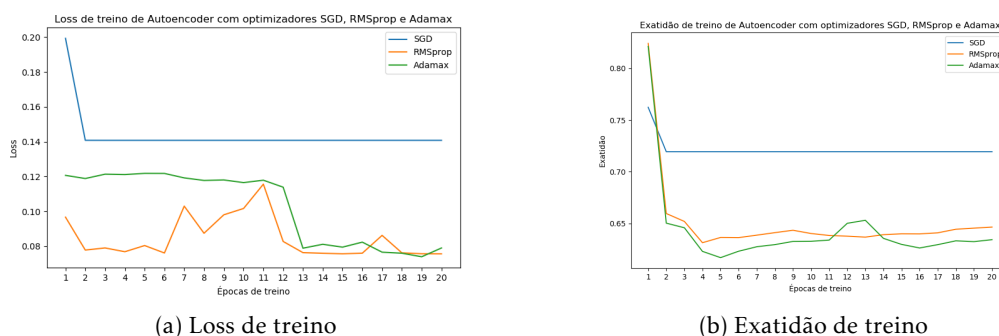 Loss de treino de Autoencoder com optimizadores SGD, RMSprop e Adamax
0.20
0.18
0.16
0.14
0.12
0.10
0.08
Loss
SGD
RMSprop
Adamax
1 2 3 4 5 6 7 8 9 10 11 12 13 14 15 16 17 18 19 20
Épocas de treino
(a) Loss de treino
Exatidão de treino de Autoencoder com optimizadores SGD, RMSprop e Adamax
0.80
0.75
0.70
0.65
0.60
Exatidão
SGD
RMSprop
Adamax
1 2 3 4 5 6 7 8 9 10 11 12 13 14 15 16 17 18 19 20
Épocas de treino
(b) Exatidão de treino